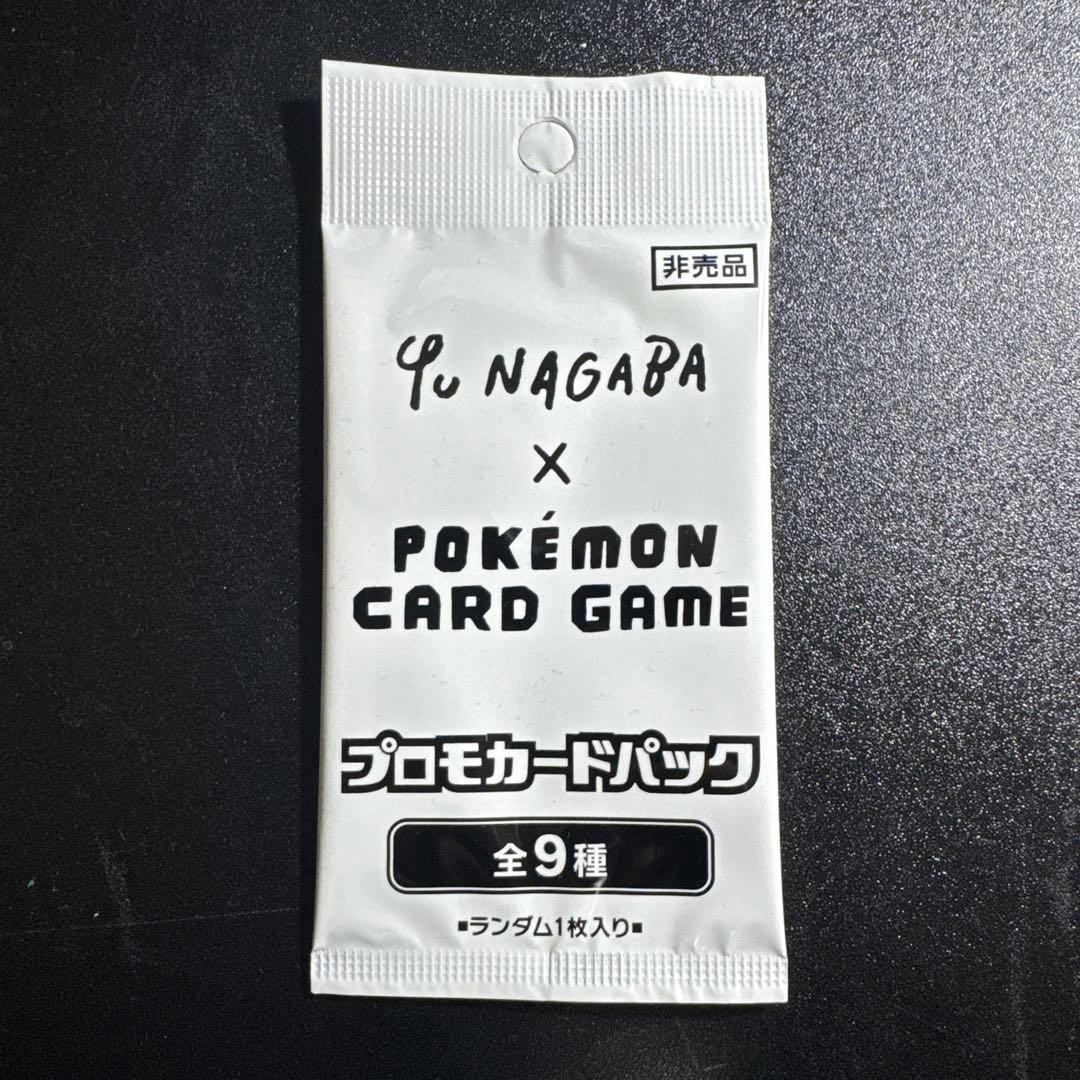 非売品
Yu NAGABA
×
POKÉMON
CARD GAME
プロモカードパック
全9種
▪ランダム1枚入り▪